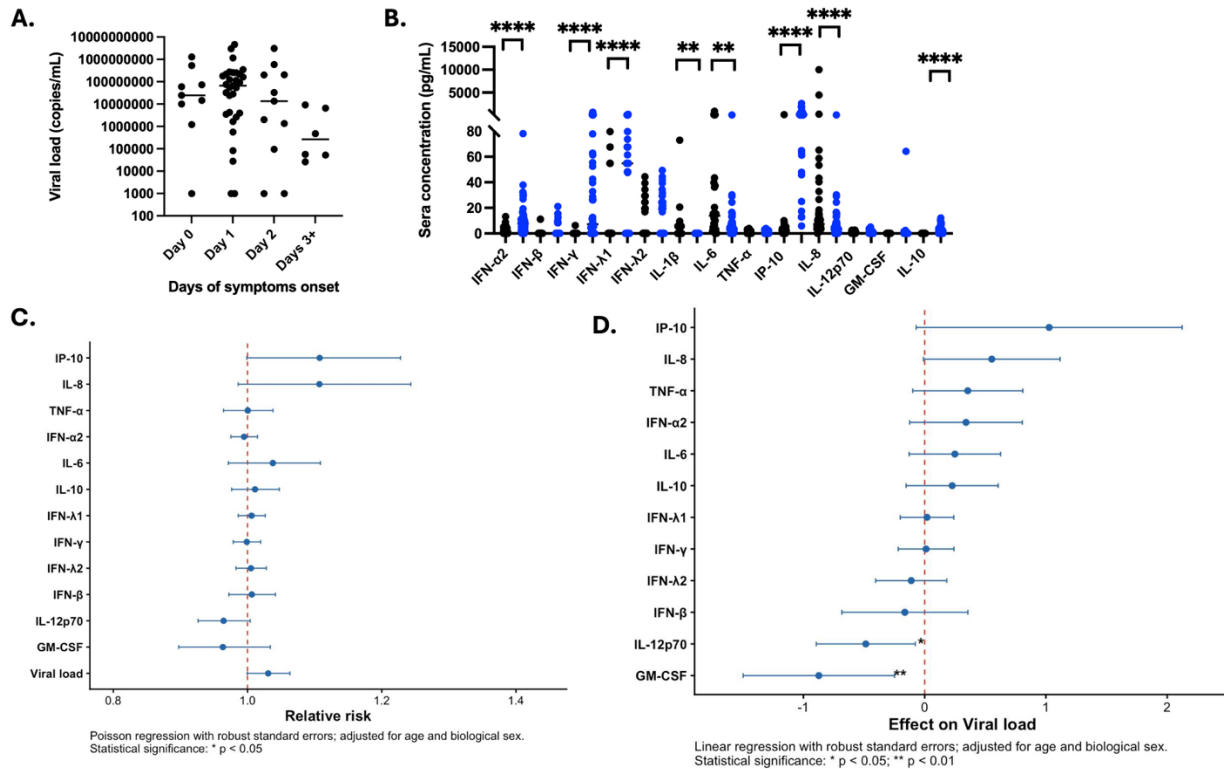 A.
Viral load (copies/mL)
10000000000
1000000000
100000000
10000000
1000000
100000
10000
1000
100
Day 0
Day 1
Day 2
Days 3+
Days of symptoms onset
B.
Sera concentration (pg/mL)
15000
10000
5000
80
60
40
20
0
**** **** **** ** ** **** **** ****
IFN-α2
IFN-β
IFN-γ
IFN-λ1
IFN-λ2
IL-1β
IL-6
TNF-α
IP-10
IL-8
IL-12p70
GM-CSF
IL-10
C.
IP-10
IL-8
TNF-α
IFN-α2
IL-6
IL-10
IFN-λ1
IFN-γ
IFN-λ2
IFN-β
IL-12p70
GM-CSF
Viral load
0.8 1.0 1.2 1.4
Relative risk
Poisson regression with robust standard errors; adjusted for age and biological sex.
Statistical significance: * p < 0.05
D.
IP-10
IL-8
TNF-α
IFN-α2
IL-6
IL-10
IFN-λ1
IFN-γ
IFN-λ2
IFN-β
IL-12p70 *
GM-CSF **
-1 0 1 2
Effect on Viral load
Linear regression with robust standard errors; adjusted for age and biological sex.
Statistical significance: * p < 0.05; ** p < 0.01